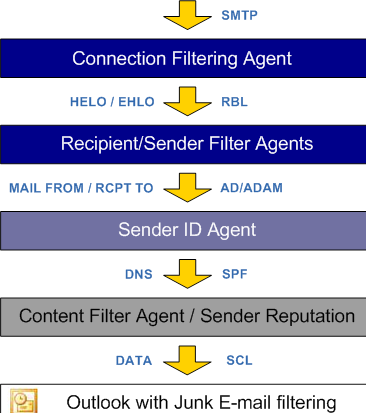 SMTP
Connection Filtering Agent
HELO / EHLO RBL
Recipient/Sender Filter Agents
MAIL FROM / RCPT TO AD/ADAM
Sender ID Agent
DNS SPF
Content Filter Agent / Sender Reputation
DATA SCL
Outlook with Junk E-mail filtering